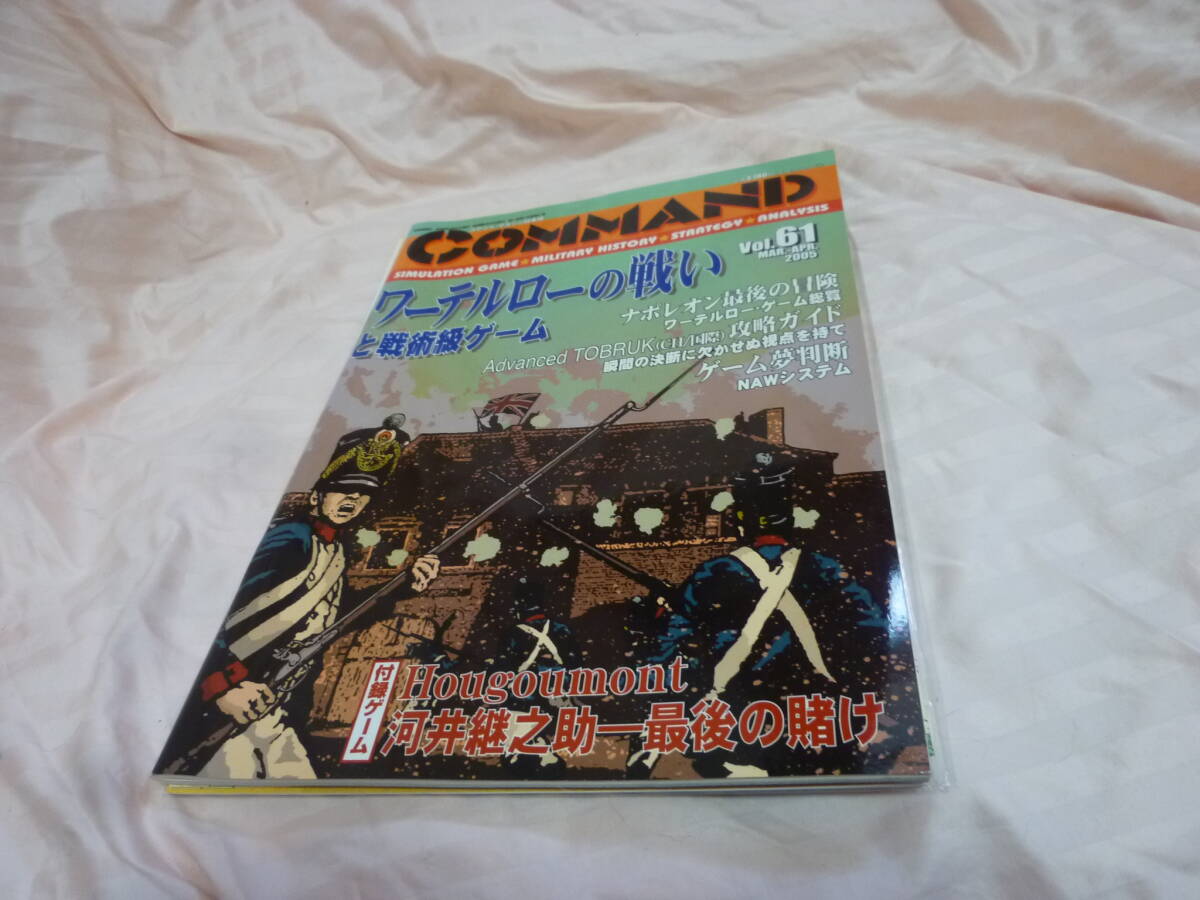 COMMAND
SIMULATION GAME★MILITARY HISTORY★STRATEGY★ANALYSIS
Vol.61
MAR.-APR.
2005
ワーテルローの戦い
と戦術級ゲーム
ナポレオン最後の冒険
ワーテルロー・ゲーム総覧
Advanced TOBRUK(CH/国際)攻略ガイド
瞬間の決断に欠かせぬ視点を持て
ゲーム夢判断
NAWシステム
付録ゲーム
Hougoumont
河井継之助―最後の賭け